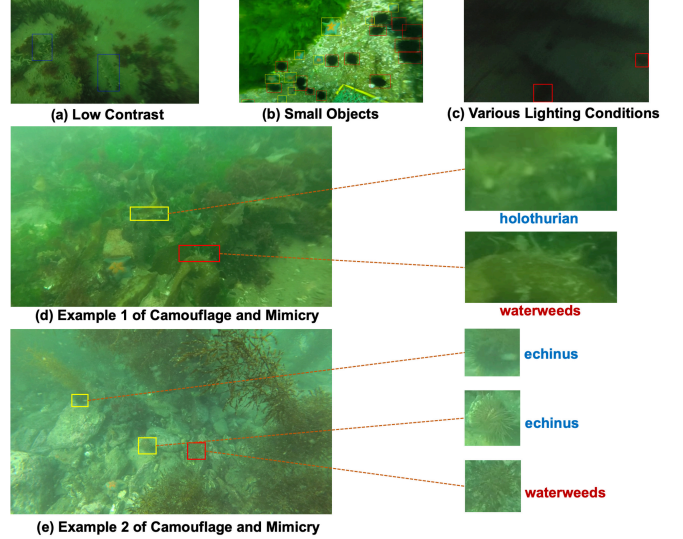 (a) Low Contrast
(b) Small Objects
(c) Various Lighting Conditions
holothurian
waterweeds
(d) Example 1 of Camouflage and Mimicry
echinus
echinus
waterweeds
(e) Example 2 of Camouflage and Mimicry